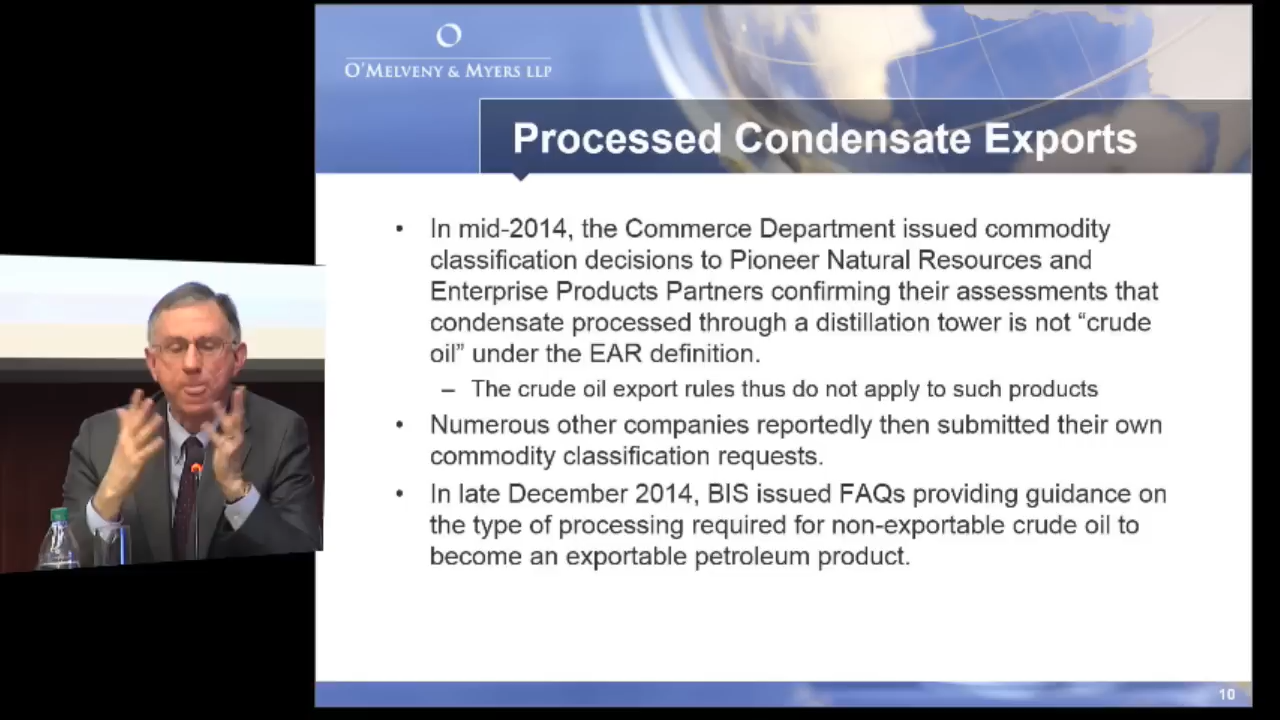 O'MELVENY & MYERS LLP
Processed Condensate Exports
• In mid-2014, the Commerce Department issued commodity
classification decisions to Pioneer Natural Resources and
Enterprise Products Partners confirming their assessments that
condensate processed through a distillation tower is not “crude
oil” under the EAR definition.
– The crude oil export rules thus do not apply to such products
• Numerous other companies reportedly then submitted their own
commodity classification requests.
• In late December 2014, BIS issued FAQs providing guidance on
the type of processing required for non-exportable crude oil to
become an exportable petroleum product.
10